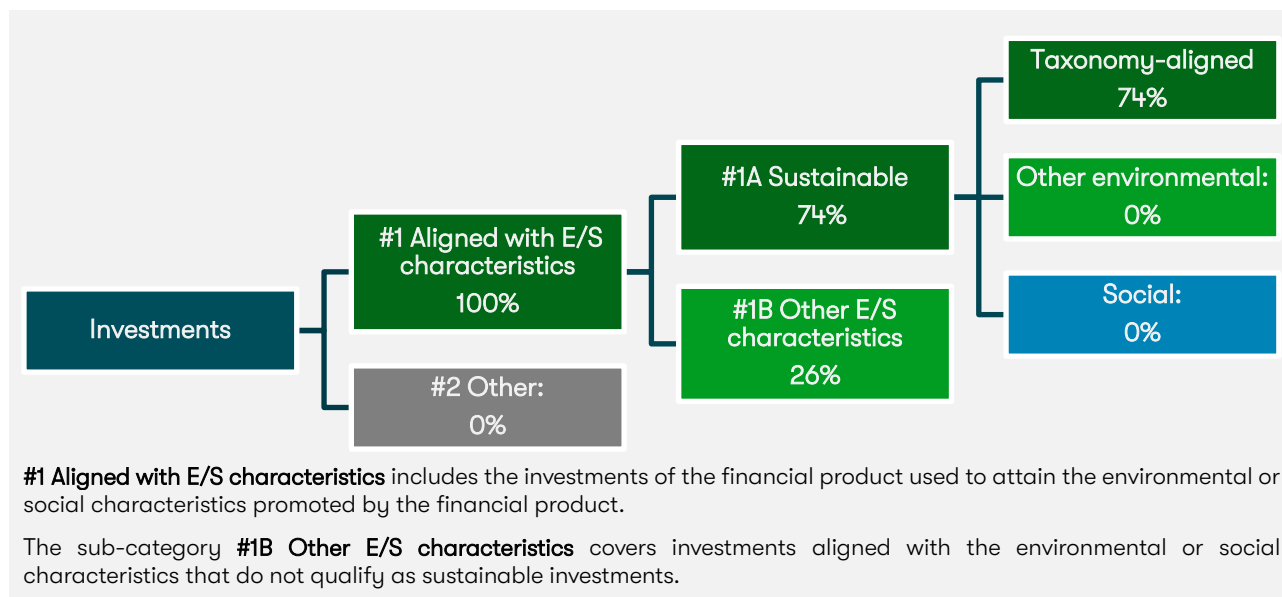 Investments
#1 Aligned with E/S
characteristics
100%
#2 Other:
0%
#1A Sustainable
74%
#1B Other E/S
characteristics
26%
Taxonomy-aligned
74%
Other environmental:
0%
Social:
0%
#1 Aligned with E/S characteristics includes the investments of the financial product used to attain the environmental or
social characteristics promoted by the financial product.
The sub-category #1B Other E/S characteristics covers investments aligned with the environmental or social
characteristics that do not qualify as sustainable investments.